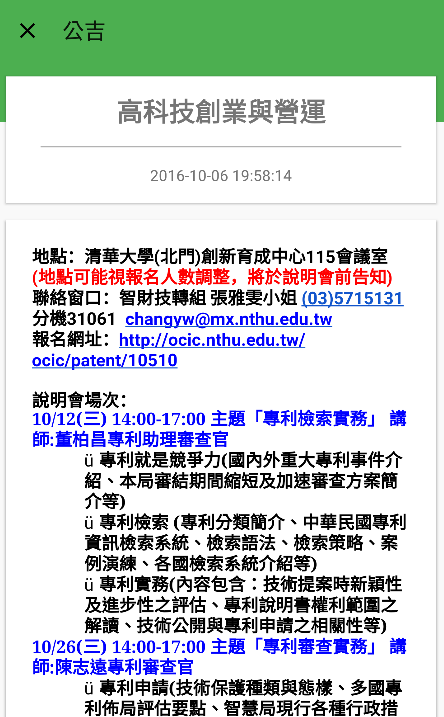 公告
高科技創業與營運
2016-10-06 19:58:14
地點：清華大學(北門)創新育成中心115會議室
(地點可能視報名人數調整，將於說明會前告知)
聯絡窗口：智財技轉組 張雅雯小姐 (03)5715131
分機31061 changyw@mx.nthu.edu.tw
報名網址：http://ocic.nthu.edu.tw/
ocic/patent/10510
說明會場次：
10/12(三) 14:00-17:00 主題「專利檢索實務」 講
師:董柏昌專利助理審查官
ü 專利就是競爭力(國內外重大專利事件介
紹、本局審結期間縮短及加速審查方案簡
介等)
ü 專利檢索 (專利分類簡介、中華民國專利
資訊檢索系統、檢索語法、檢索策略、案
例演練、各國檢索系統介紹等)
ü 專利實務(內容包含：技術提案時新穎性
及進步性之評估、專利說明書權利範圍之
解讀、技術公開與專利申請之相關性等)
10/26(三) 14:00-17:00 主題「專利審查實務」 講
師:陳志遠專利審查官
ü 專利申請(技術保護種類與態樣、多國專
利佈局評估要點、智慧局現行各種行政措